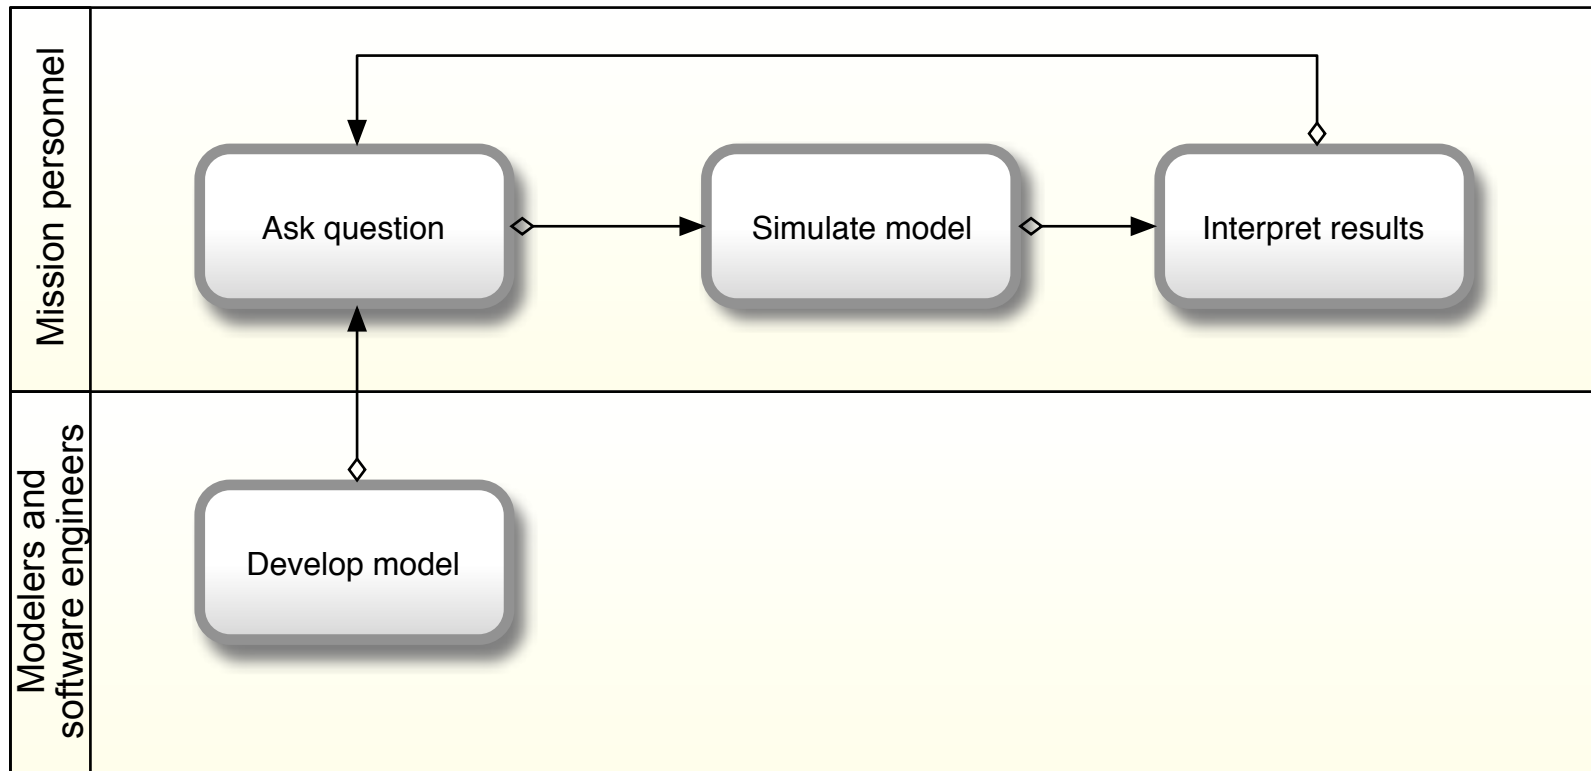 Mission personnel
Ask question
Simulate model
Interpret results
Modelers and
software engineers
Develop model